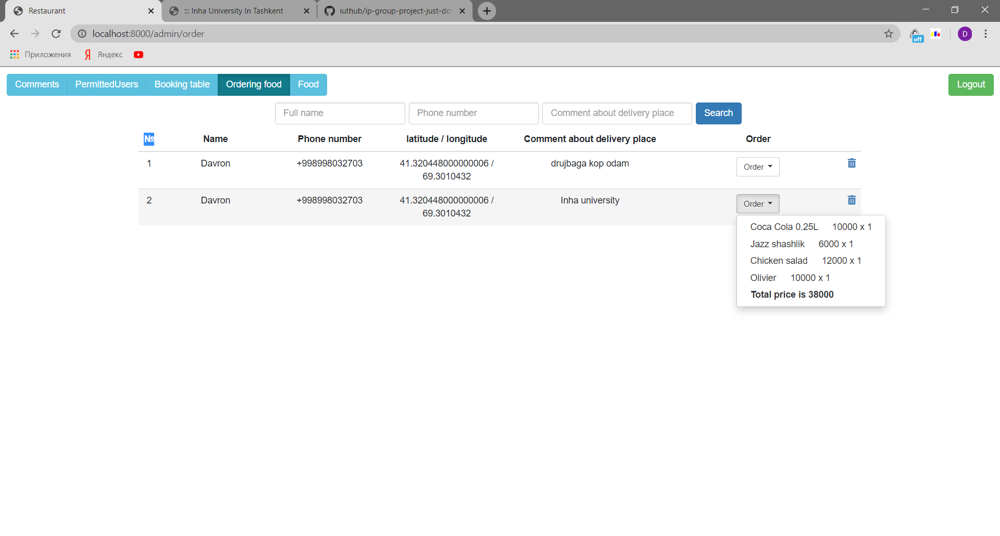 Restaurant
::: Inha University In Tashkent
iuthub/ip-group-project-just-do-
localhost:8000/admin/order
off
D
Приложения
Я Яндекс
Comments PermittedUsers Booking table Ordering food Food
Logout
Full name Phone number Comment about delivery place Search
№ Name Phone number latitude / longitude Comment about delivery place Order
1 Davron +998998032703 41.320448000000006 / drujbaga kop odam Order
69.3010432
2 Davron +998998032703 41.320448000000006 / Inha university Order
69.3010432
Coca Cola 0.25L 10000 x 1
Jazz shashlik 6000 x 1
Chicken salad 12000 x 1
Olivier 10000 x 1
Total price is 38000